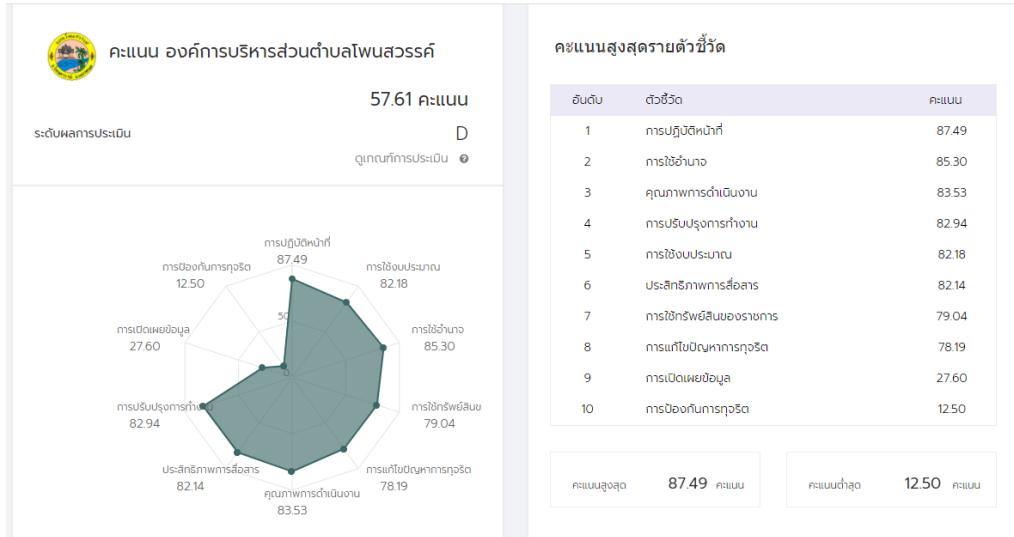 คะแนน องค์การบริหารส่วนตำบลโพนสวรรค์
57.61 คะแนน
ระดับผลการประเมิน D
ดูเกณฑ์การประเมิน
การปฏิบัติหน้าที่
87.49
การใช้งบประมาณ
82.18
การใช้อำนาจ
85.30
การใช้ทรัพย์สินข
79.04
การแก้ไขปัญหาการทุจริต
78.19
คุณภาพการดำเนินงาน
83.53
ประสิทธิภาพการสื่อสาร
82.14
การปรับปรุงการทำงาน
82.94
การเปิดเผยข้อมูล
27.60
การป้องกันการทุจริต
12.50
50
0
คะแนนสูงสุดรายตัวชี้วัด
อันดับ ตัวชี้วัด คะแนน
1 การปฏิบัติหน้าที่ 87.49
2 การใช้อำนาจ 85.30
3 คุณภาพการดำเนินงาน 83.53
4 การปรับปรุงการทำงาน 82.94
5 การใช้งบประมาณ 82.18
6 ประสิทธิภาพการสื่อสาร 82.14
7 การใช้ทรัพย์สินของราชการ 79.04
8 การแก้ไขปัญหาการทุจริต 78.19
9 การเปิดเผยข้อมูล 27.60
10 การป้องกันการทุจริต 12.50
คะแนนสูงสุด 87.49 คะแนน
คะแนนต่ำสุด 12.50 คะแนน